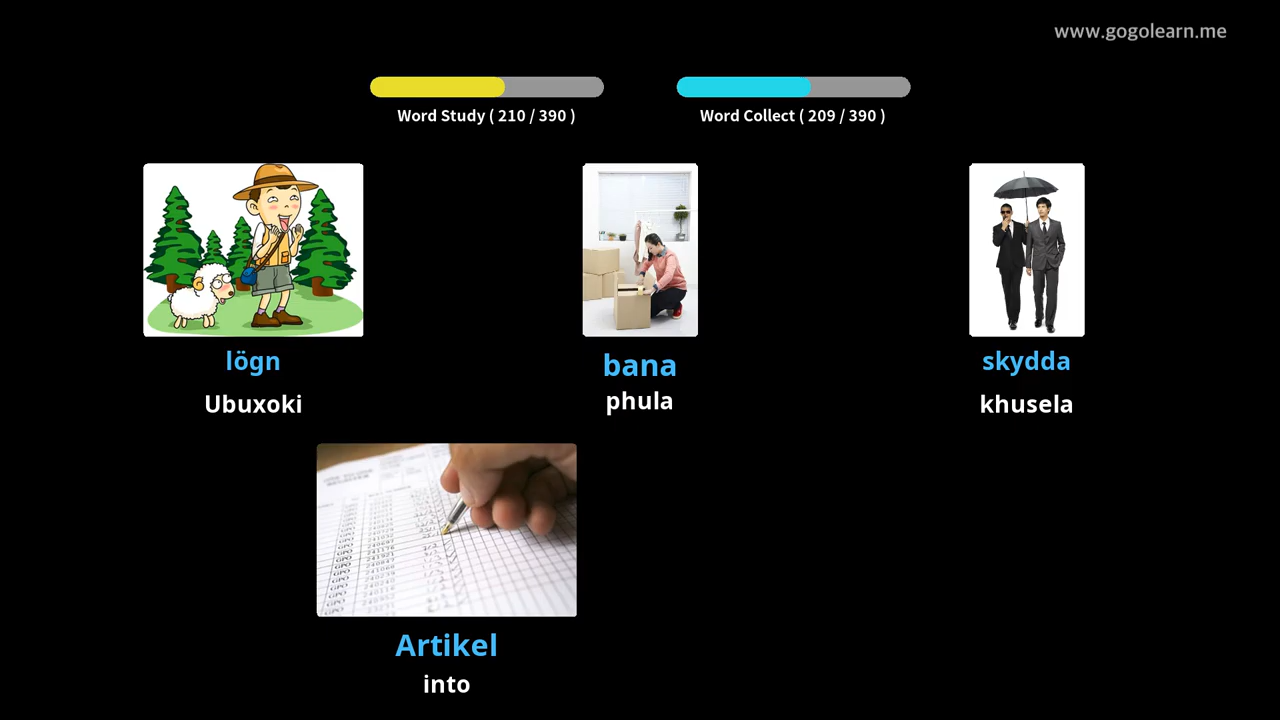 www.gogolearn.me
Word Study ( 210 / 390 )
Word Collect ( 209 / 390 )
lögn
Ubuxoki
bana
phula
skydda
khusela
Artikel
into